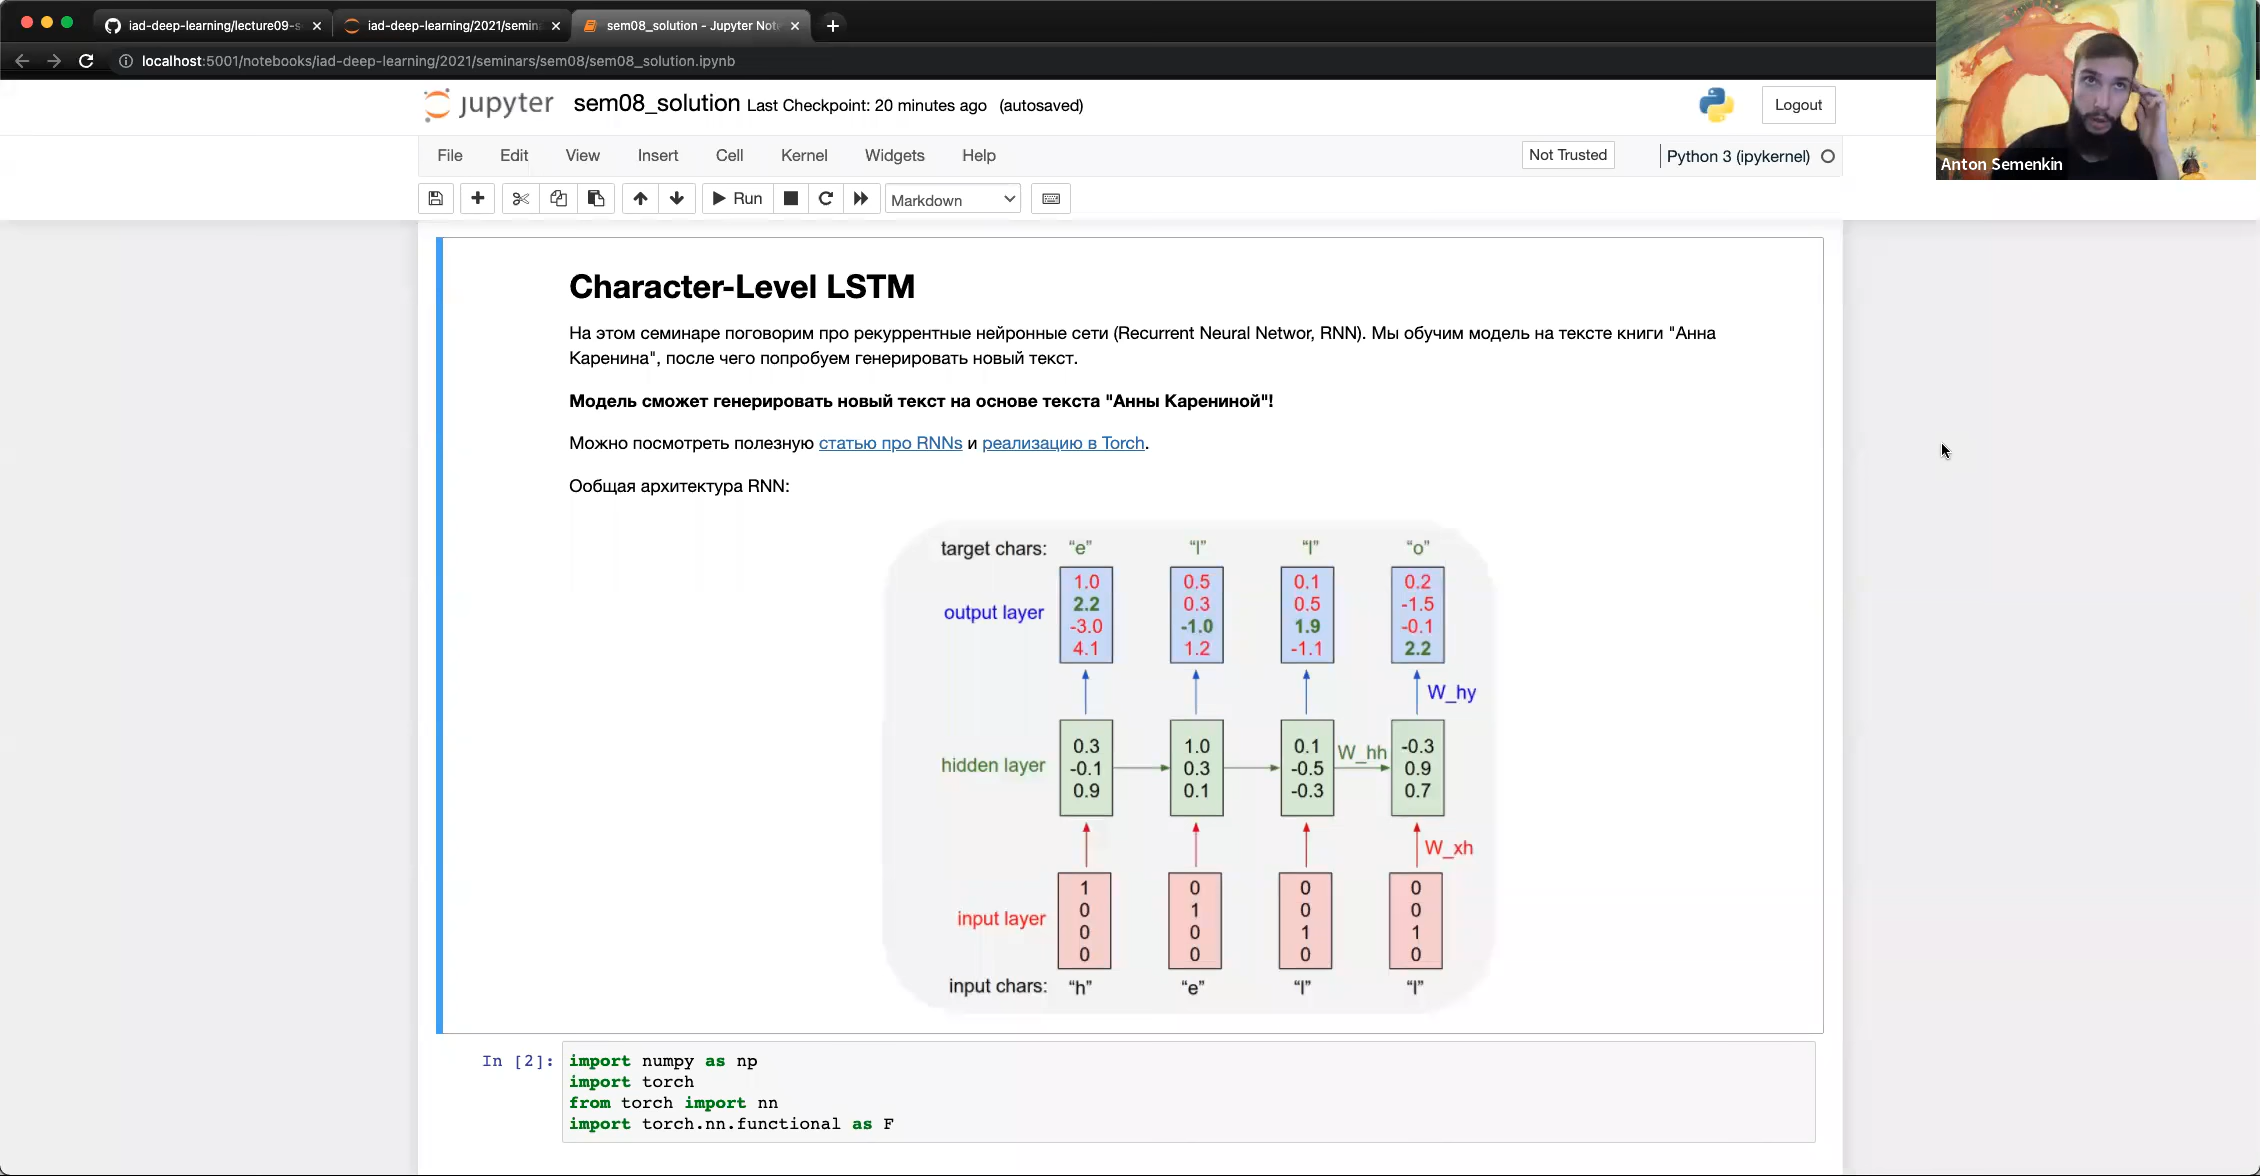 iad-deep-learning/lecture09-s
iad-deep-learning/2021/semin
sem08_solution - Jupyter Not
localhost:5001/notebooks/iad-deep-learning/2021/seminars/sem08/sem08_solution.ipynb
jupyter sem08_solution Last Checkpoint: 20 minutes ago (autosaved)
Logout
Anton Semenkin
File Edit View Insert Cell Kernel Widgets Help
Not Trusted
Python 3 (ipykernel)
Run
Markdown
Character-Level LSTM
На этом семинаре поговорим про рекуррентные нейронные сети (Recurrent Neural Networ, RNN). Мы обучим модель на тексте книги "Анна
Каренина", после чего попробуем генерировать новый текст.
Модель сможет генерировать новый текст на основе текста "Анны Карениной"!
Можно посмотреть полезную статью про RNNs и реализацию в Torch.
Ообщая архитектура RNN:
target chars: “e” “l” “l” “o”
1.0 0.5 0.1 0.2
output layer 2.2 0.3 0.5 -1.5
-3.0 -1.0 1.9 -0.1
4.1 1.2 -1.1 2.2
W_hy
0.3 1.0 0.1 W_hh -0.3
hidden layer -0.1 0.3 -0.5 0.9
0.9 0.1 -0.3 0.7
W_xh
1 0 0 0
input layer 0 1 0 0
0 0 1 1
0 0 0 0
input chars: “h” “e” “l” “l”
In [2]: import numpy as np
import torch
from torch import nn
import torch.nn.functional as F